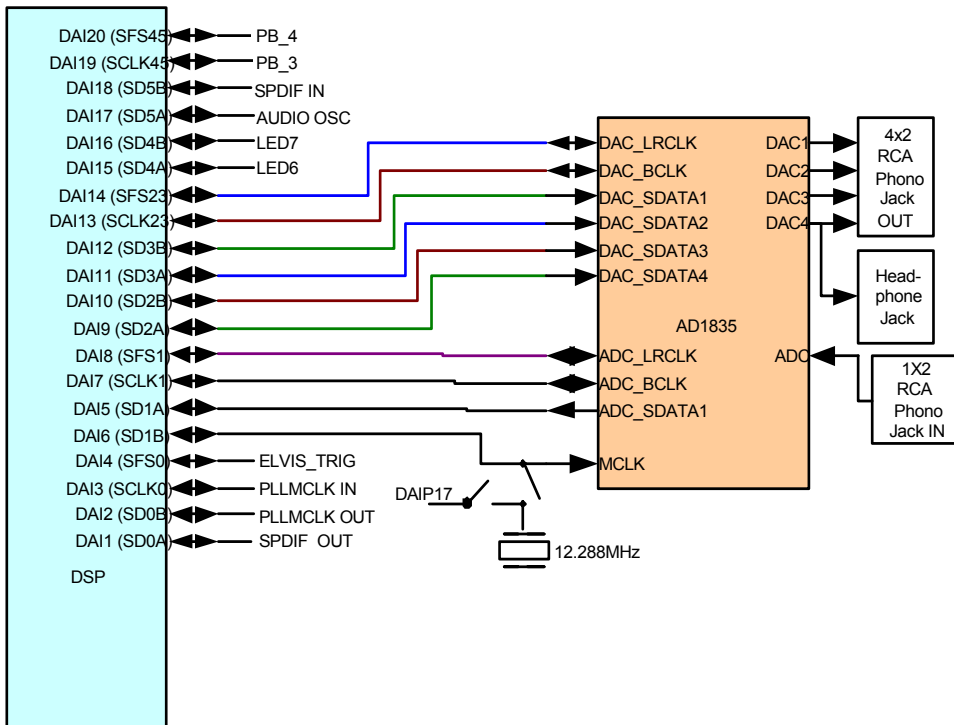 DAI20 (SFS45)
PB_4
DAI19 (SCLK45)
PB_3
DAI18 (SD5B)
SPDIF IN
DAI17 (SD5A)
AUDIO OSC
DAI16 (SD4B)
LED7
DAI15 (SD4A)
LED6
DAI14 (SFS23)
DAI13 (SCLK23)
DAI12 (SD3B)
DAI11 (SD3A)
DAI10 (SD2B)
DAI9 (SD2A)
DAI8 (SFS1)
DAI7 (SCLK1)
DAI5 (SD1A)
DAI6 (SD1B)
DAI4 (SFS0)
ELVIS_TRIG
DAI3 (SCLK0)
PLLMCLK IN
DAI2 (SD0B)
PLLMCLK OUT
DAI1 (SD0A)
SPDIF OUT
DSP
DAC_LRCLK
DAC_BCLK
DAC_SDATA1
DAC_SDATA2
DAC_SDATA3
DAC_SDATA4
AD1835
ADC_LRCLK
ADC_BCLK
ADC_SDATA1
MCLK
DAC1
DAC2
DAC3
DAC4
ADC
4x2
RCA
Phono
Jack
OUT
Head-
phone
Jack
1X2
RCA
Phono
Jack IN
DAIP17
12.288MHz